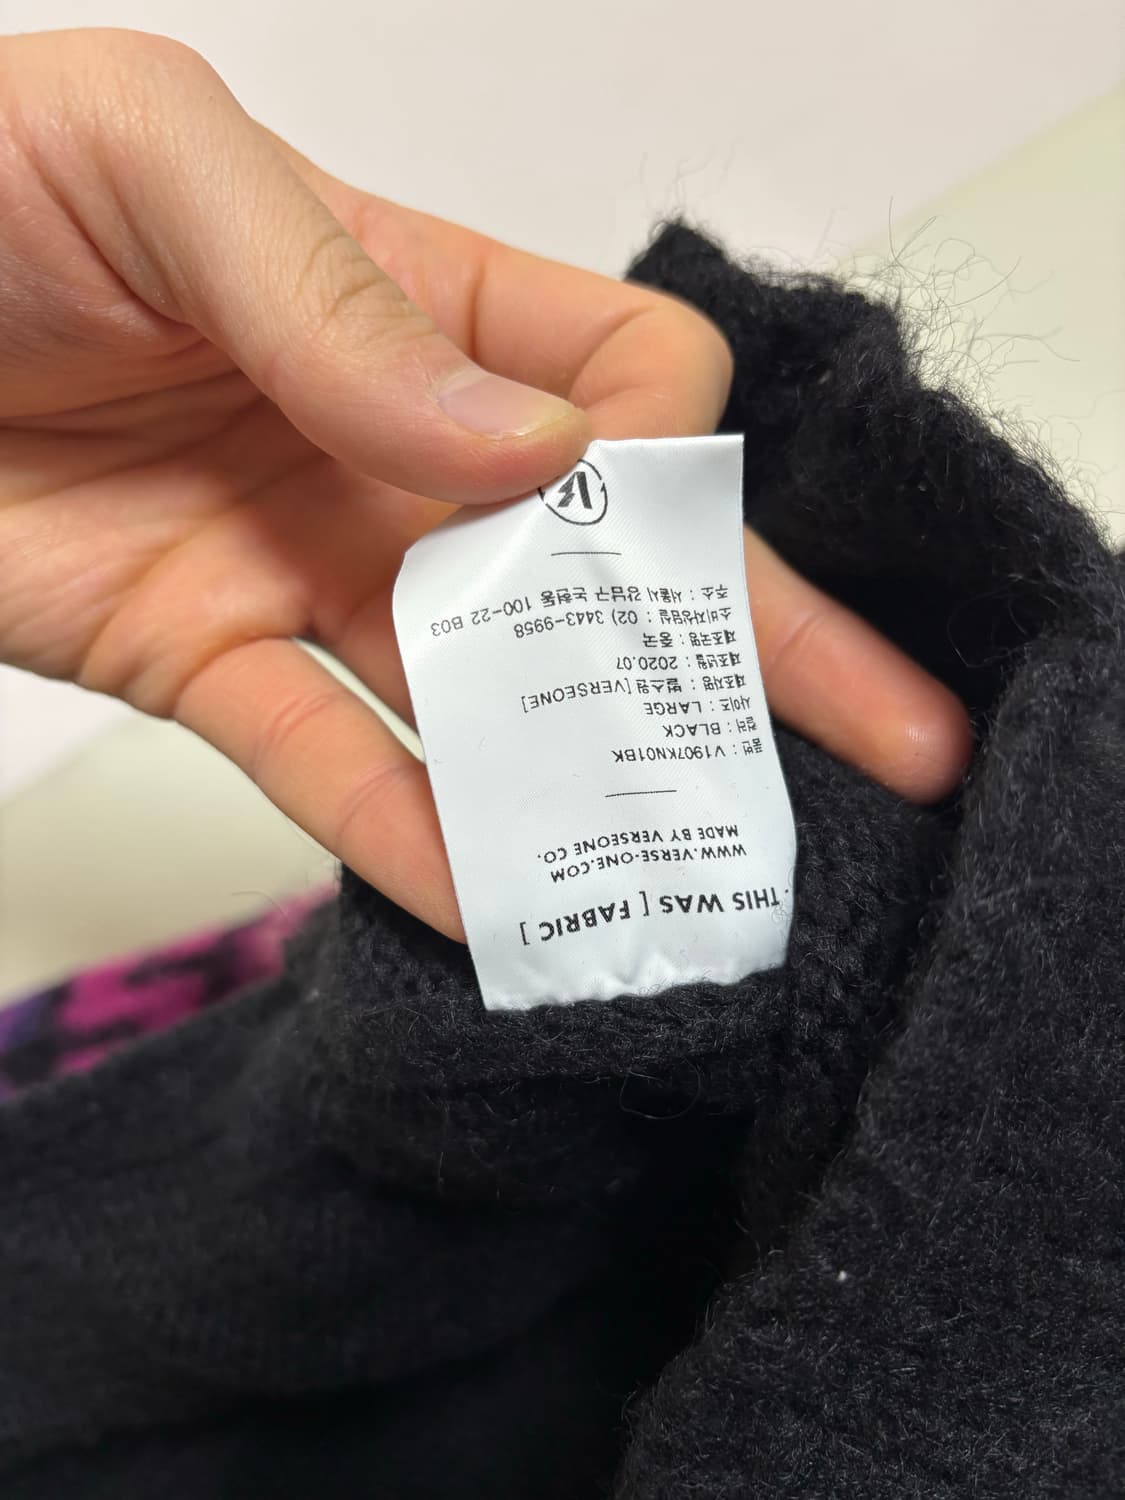 .THIS WAS [ FABRIC ]
WWW.VERSE-ONE.COM
MADE BY VERSEONE CO.
품번 : V1907KN01BK
컬러 : BLACK
사이즈 : LARGE
제조자명 : 벌스원 [VERSEONE]
제조년월 : 2020.07
제조국명 : 중국
소비자상담실 : 02) 3443-9958
주소 : 서울시 강남구 논현동 100-22 B03